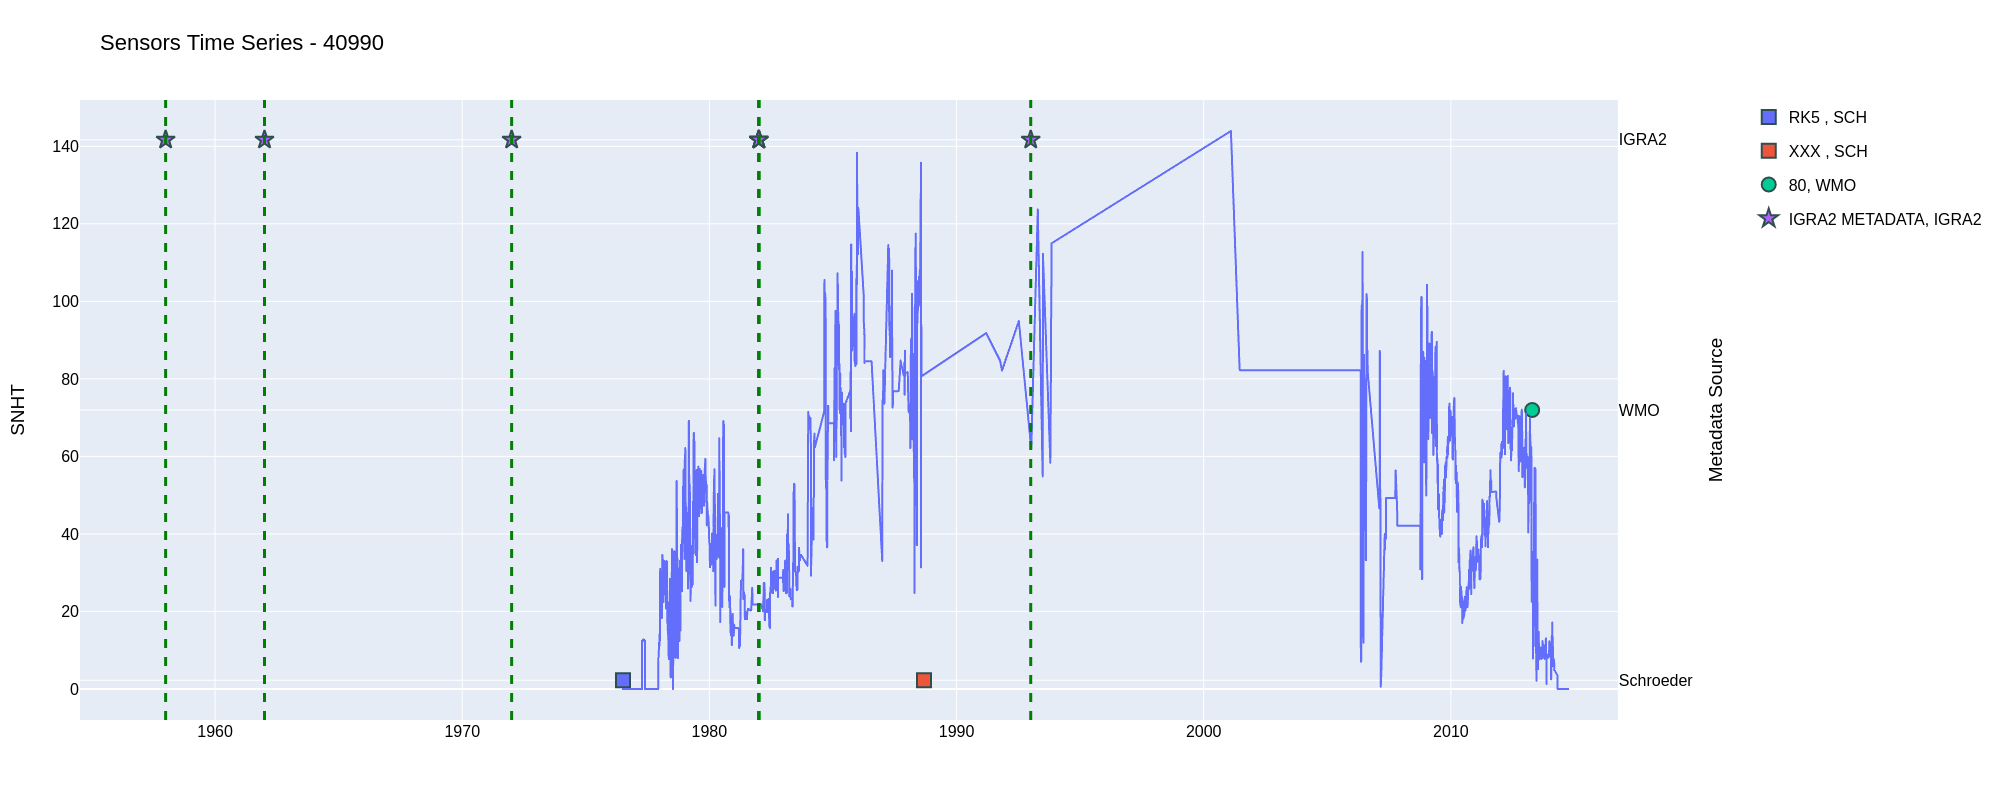 Sensors Time Series - 40990
SNHT
140
120
100
80
60
40
20
0
1960
1970
1980
1990
2000
2010
IGRA2
WMO
Schroeder
Metadata Source
RK5 , SCH
XXX , SCH
80, WMO
IGRA2 METADATA, IGRA2